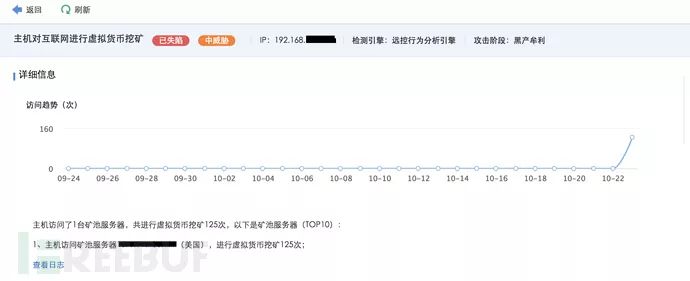 返回 刷新
主机对互联网进行虚拟货币挖矿 已失陷 中威胁 IP：192.168. 检测引擎：远控行为分析引擎 攻击阶段：黑产牟利
详细信息
访问趋势（次）
160
0
09-24 09-26 09-28 09-30 10-02 10-04 10-06 10-08 10-10 10-12 10-14 10-16 10-18 10-20 10-22
主机访问了1台矿池服务器，共进行虚拟货币挖矿125次，以下是矿池服务器（TOP10）：
1、主机访问矿池服务器（美国），进行虚拟货币挖矿125次；
查看日志
REEBUF